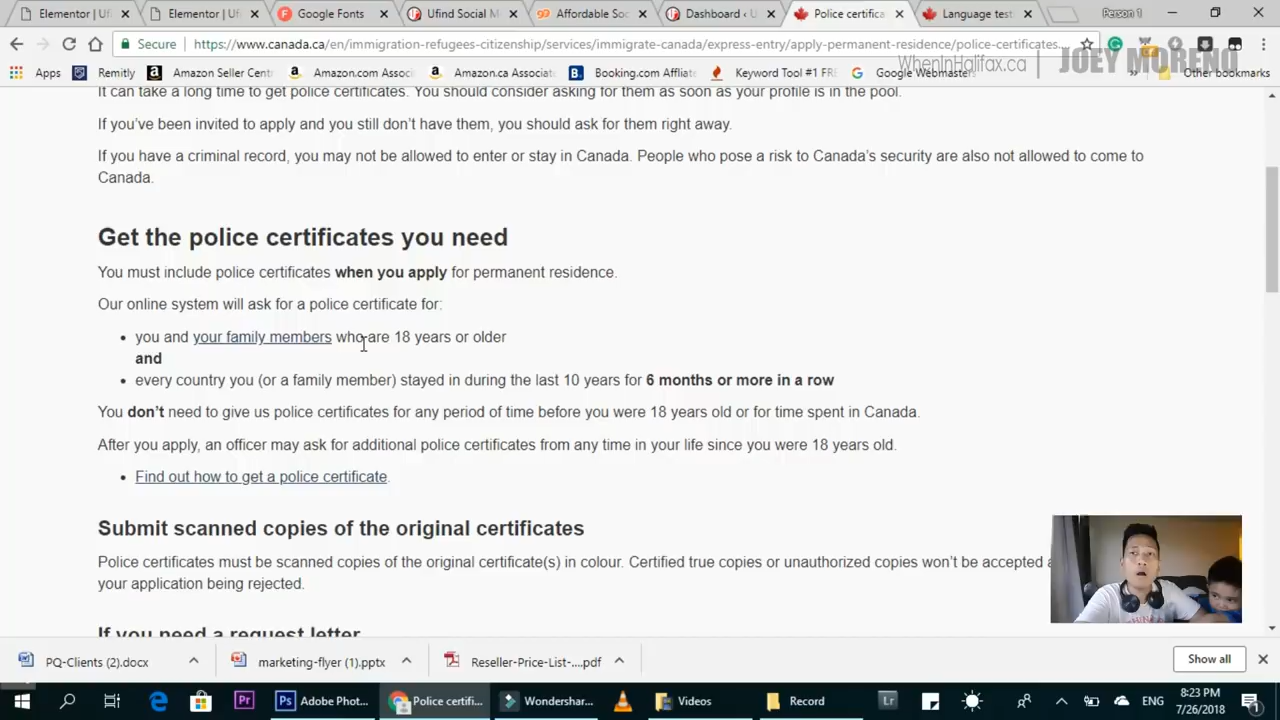 Elementor | Ufi
Elementor | Ufi
Google Fonts
Ufind Social M
Affordable Soc
Dashboard ‹ U
Police certifica
Language test
Person 1
Secure
https://www.canada.ca/en/immigration-refugees-citizenship/services/immigrate-canada/express-entry/apply-permanent-residence/police-certificates...
WhenInHalifax.ca | JOEY MORENO
Apps
Remitly
Amazon Seller Cent
Amazon.com Assoc
Amazon.ca Associat
Booking.com Affiliat
Keyword Tool #1 FRE
Google Webmaster
Other bookmarks
It can take a long time to get police certificates. You should consider asking for them as soon as your profile is in the pool.
If you've been invited to apply and you still don't have them, you should ask for them right away.
If you have a criminal record, you may not be allowed to enter or stay in Canada. People who pose a risk to Canada's security are also not allowed to come to
Canada.
Get the police certificates you need
You must include police certificates when you apply for permanent residence.
Our online system will ask for a police certificate for:
• you and your family members who are 18 years or older
and
• every country you (or a family member) stayed in during the last 10 years for 6 months or more in a row
You don't need to give us police certificates for any period of time before you were 18 years old or for time spent in Canada.
After you apply, an officer may ask for additional police certificates from any time in your life since you were 18 years old.
• Find out how to get a police certificate.
Submit scanned copies of the original certificates
Police certificates must be scanned copies of the original certificate(s) in colour. Certified true copies or unauthorized copies won't be accepted
your application being rejected.
If you need a request letter
PQ-Clients (2).docx
marketing-flyer (1).pptx
Reseller-Price-List-....pdf
Show all
Adobe Phot...
Police certifi...
Wondershar...
Videos
Record
ENG
8:23 PM
7/26/2018